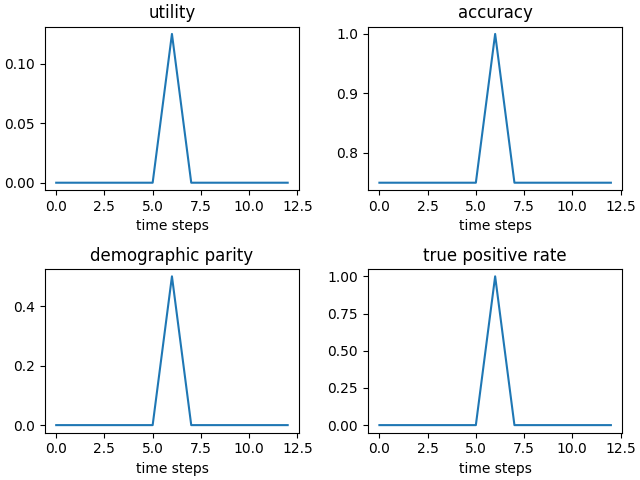 utility
0.10
0.05
0.00
0.0 2.5 5.0 7.5 10.0 12.5
time steps
accuracy
1.0
0.9
0.8
0.0 2.5 5.0 7.5 10.0 12.5
time steps
demographic parity
0.4
0.2
0.0
0.0 2.5 5.0 7.5 10.0 12.5
time steps
true positive rate
1.00
0.75
0.50
0.25
0.00
0.0 2.5 5.0 7.5 10.0 12.5
time steps